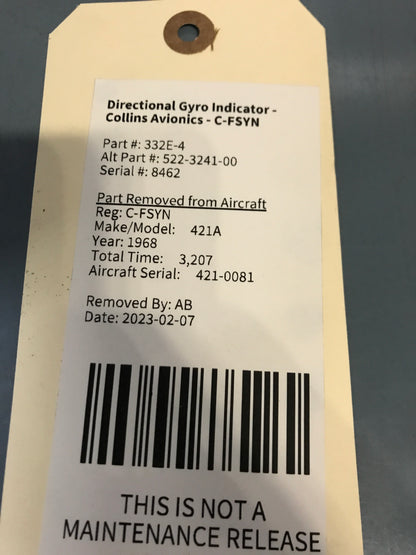 Directional Gyro Indicator -
Collins Avionics - C-FSYN
Part #: 332E-4
Alt Part #: 522-3241-00
Serial #: 8462
Part Removed from Aircraft
Reg: C-FSYN
Make/Model: 421A
Year: 1968
Total Time: 3,207
Aircraft Serial: 421-0081
Removed By: AB
Date: 2023-02-07
THIS IS NOT A
MAINTENANCE RELEASE